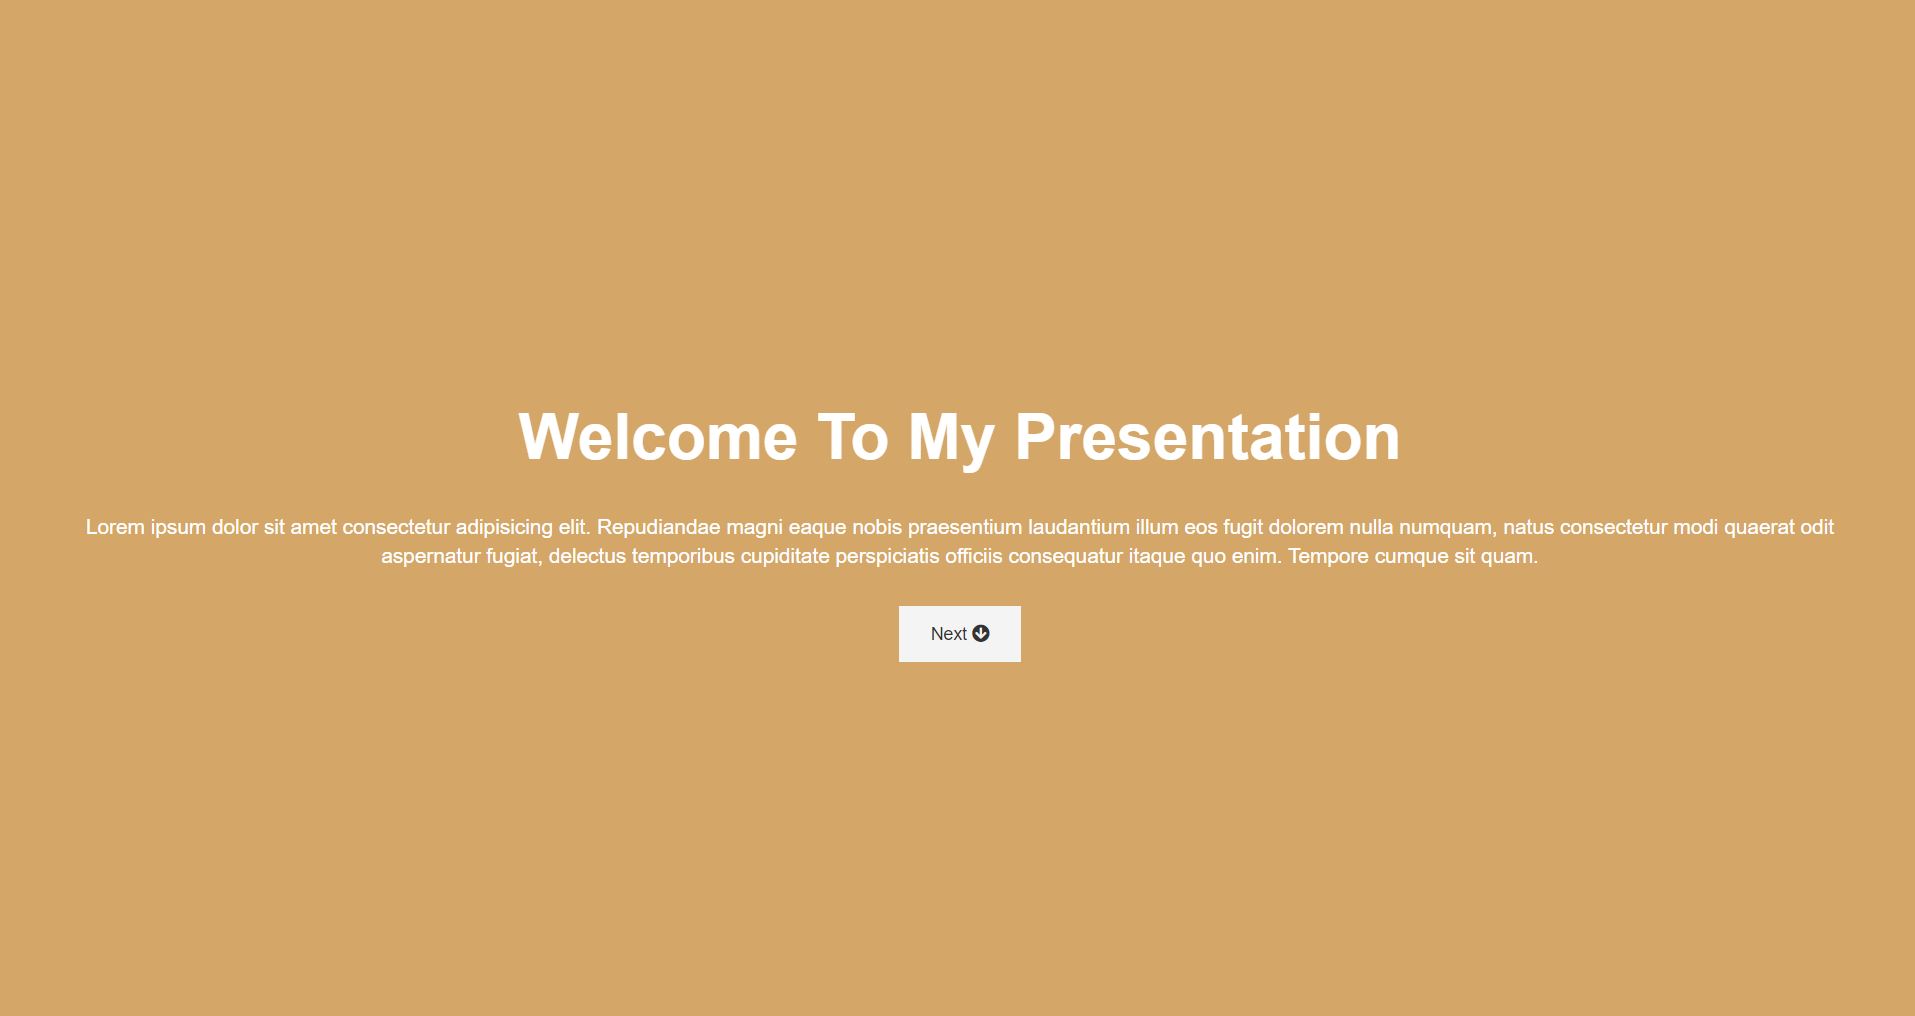 Welcome To My Presentation
Lorem ipsum dolor sit amet consectetur adipisicing elit. Repudiandae magni eaque nobis praesentium laudantium illum eos fugit dolorem nulla numquam, natus consectetur modi quaerat odit
aspernatur fugiat, delectus temporibus cupiditate perspiciatis officiis consequatur itaque quo enim. Tempore cumque sit quam.
Next